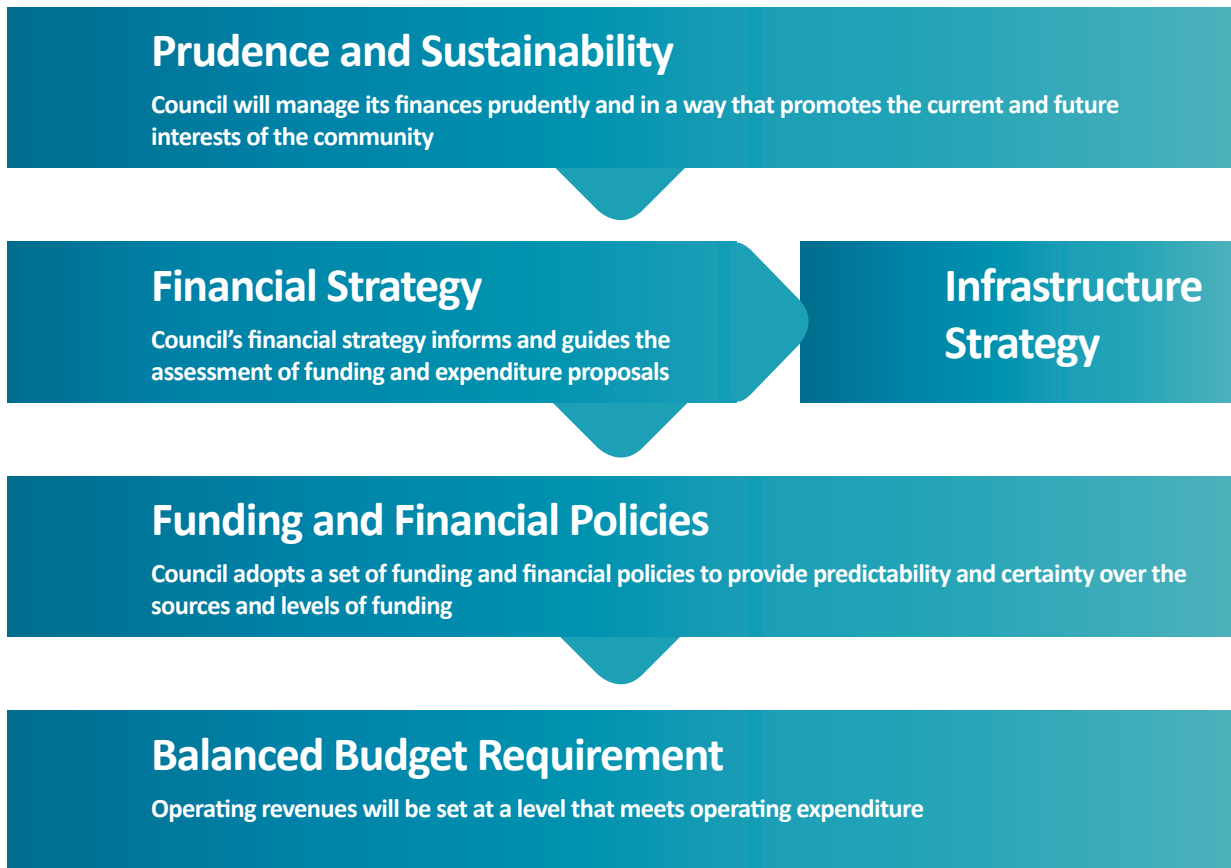 Prudence and Sustainability
Council will manage its finances prudently and in a way that promotes the current and future
interests of the community
Financial Strategy
Council’s financial strategy informs and guides the
assessment of funding and expenditure proposals
Infrastructure
Strategy
Funding and Financial Policies
Council adopts a set of funding and financial policies to provide predictability and certainty over the
sources and levels of funding
Balanced Budget Requirement
Operating revenues will be set at a level that meets operating expenditure